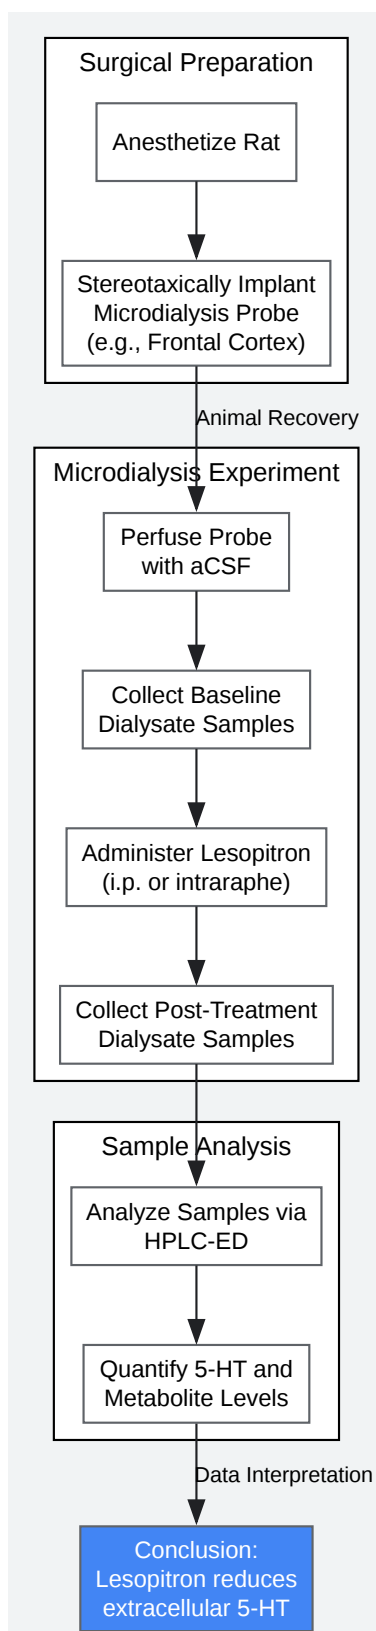 Surgical Preparation
Anesthetize Rat
Stereotaxically Implant
Microdialysis Probe
(e.g., Frontal Cortex)
Animal Recovery
Microdialysis Experiment
Perfuse Probe
with aCSF
Collect Baseline
Dialysate Samples
Administer Lesopitron
(i.p. or intraraphe)
Collect Post-Treatment
Dialysate Samples
Sample Analysis
Analyze Samples via
HPLC-ED
Quantify 5-HT and
Metabolite Levels
Data Interpretation
Conclusion:
Lesopitron reduces
extracellular 5-HT